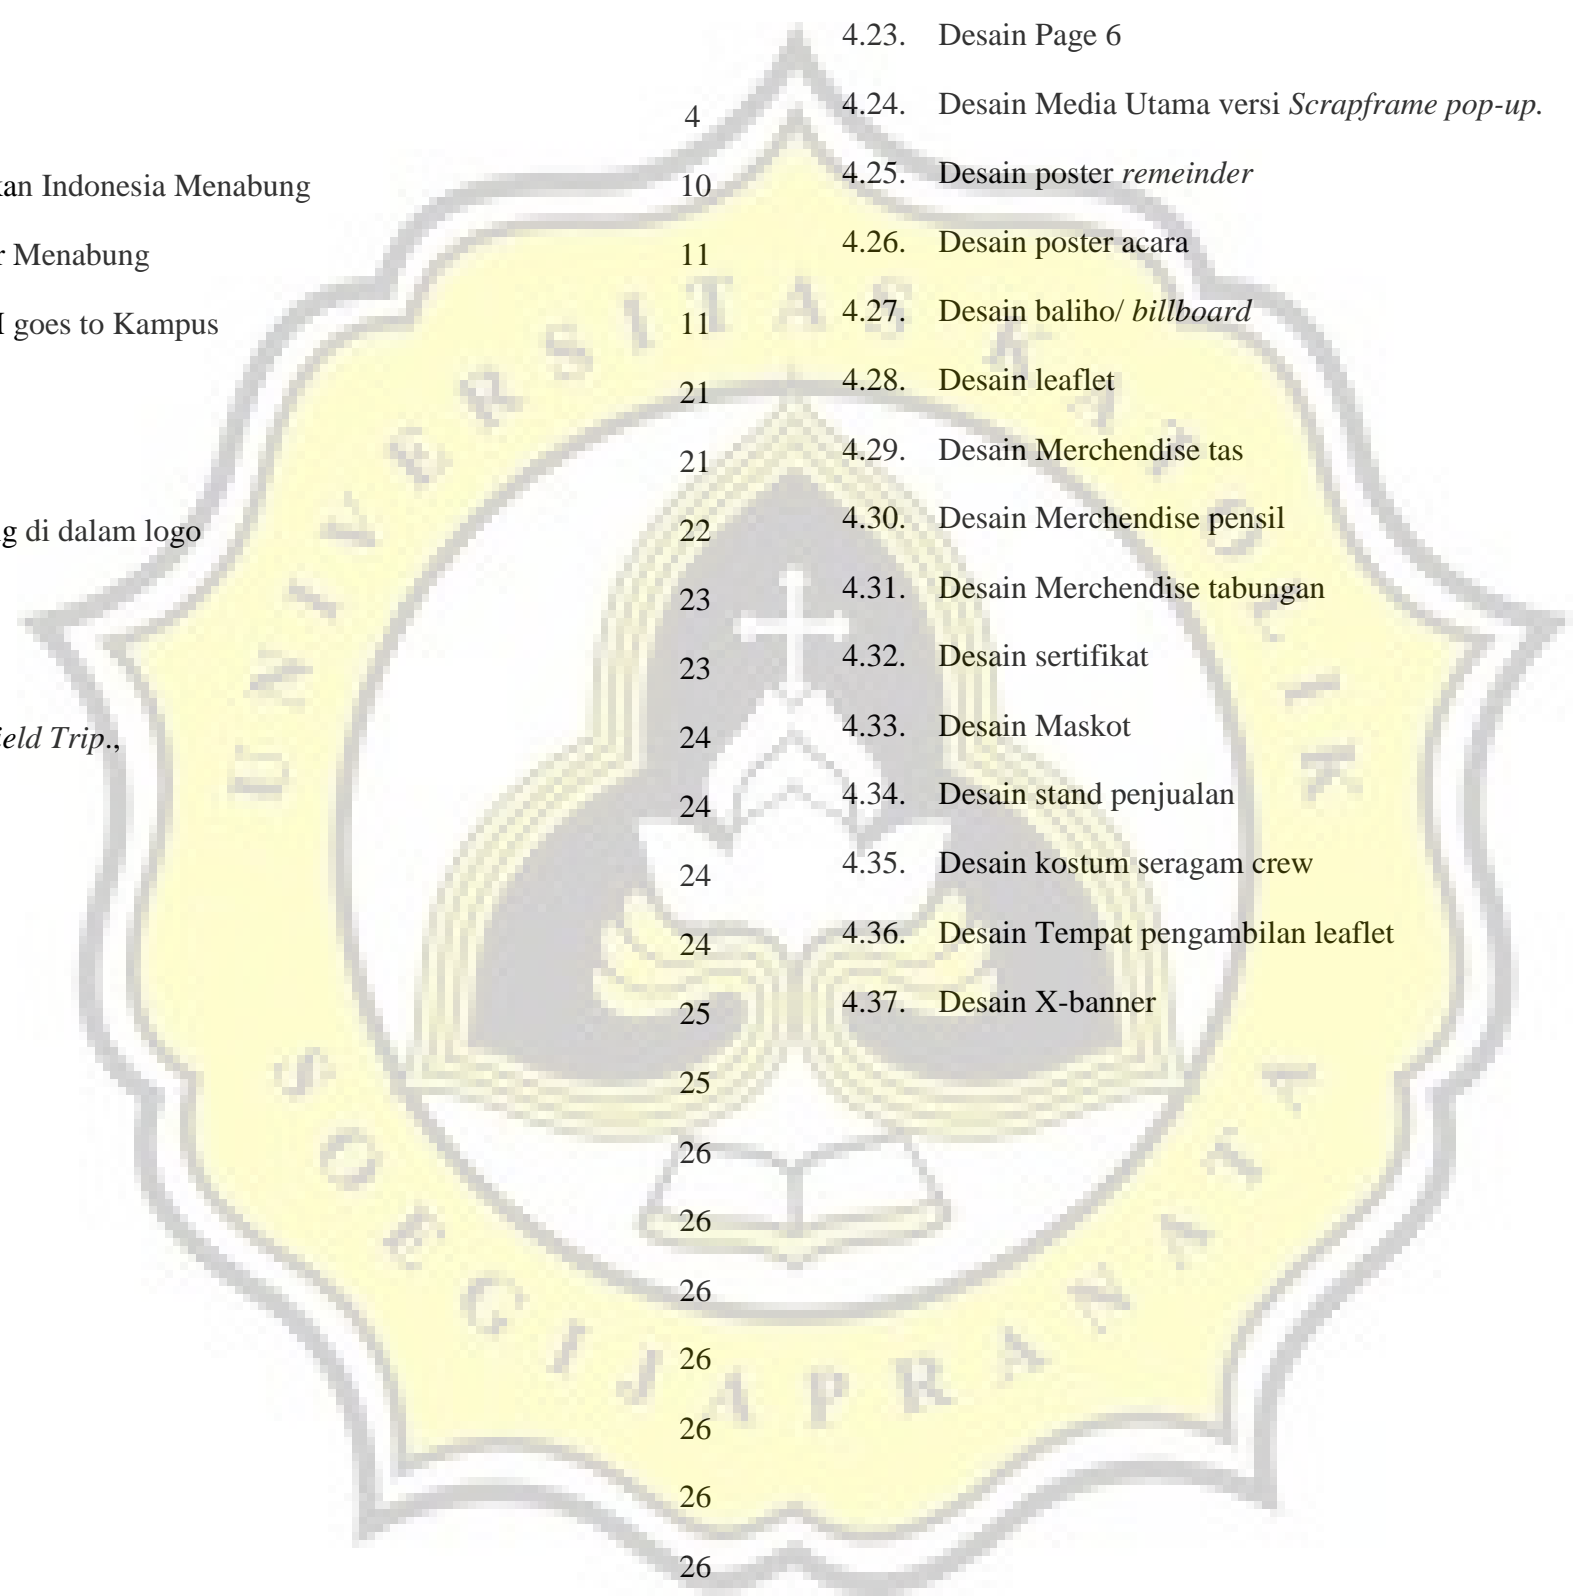 4
kan Indonesia Menabung 10
r Menabung 11
I goes to Kampus 11
21
21
g di dalam logo 22
23
23
ield Trip., 24
24
24
24
25
25
26
26
26
26
26
26
26
4.23. Desain Page 6
4.24. Desain Media Utama versi Scrapframe pop-up.
4.25. Desain poster remeinder
4.26. Desain poster acara
4.27. Desain baliho/ billboard
4.28. Desain leaflet
4.29. Desain Merchendise tas
4.30. Desain Merchendise pensil
4.31. Desain Merchendise tabungan
4.32. Desain sertifikat
4.33. Desain Maskot
4.34. Desain stand penjualan
4.35. Desain kostum seragam crew
4.36. Desain Tempat pengambilan leaflet
4.37. Desain X-banner
UNIVERSITAS KATOLIK
SOEGIJAPRANATA